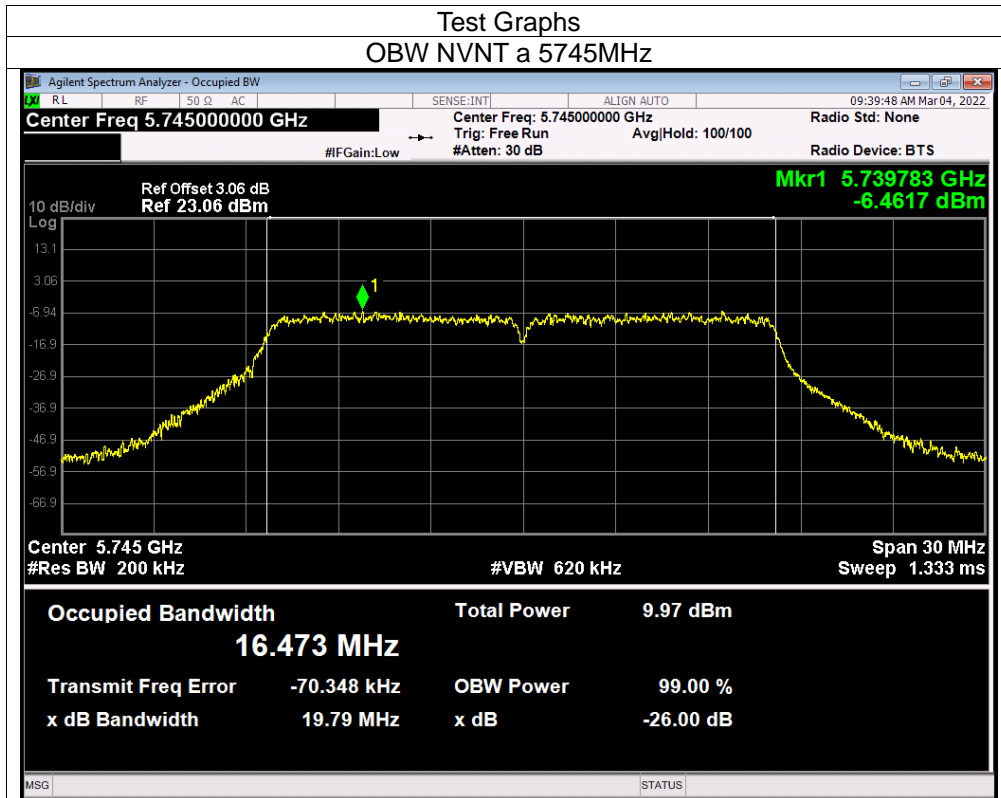 Test Graphs
OBW NVNT a 5745MHz
Agilent Spectrum Analyzer - Occupied BW
LXI RL RF 50 Ω AC SENSE:INT ALIGN AUTO 09:39:48 AM Mar 04, 2022
Center Freq 5.745000000 GHz Center Freq: 5.745000000 GHz Radio Std: None
Trig: Free Run Avg|Hold: 100/100
#IFGain:Low #Atten: 30 dB Radio Device: BTS
Mkr1 5.739783 GHz
-6.4617 dBm
Ref Offset 3.06 dB
10 dB/div Ref 23.06 dBm
Log
13.1
3.06
1
-6.94
-16.9
-26.9
-36.9
-46.9
-56.9
-66.9
Center 5.745 GHz Span 30 MHz
#Res BW 200 kHz #VBW 620 kHz Sweep 1.333 ms
Occupied Bandwidth Total Power 9.97 dBm
16.473 MHz
Transmit Freq Error -70.348 kHz OBW Power 99.00 %
x dB Bandwidth 19.79 MHz x dB -26.00 dB
MSG STATUS